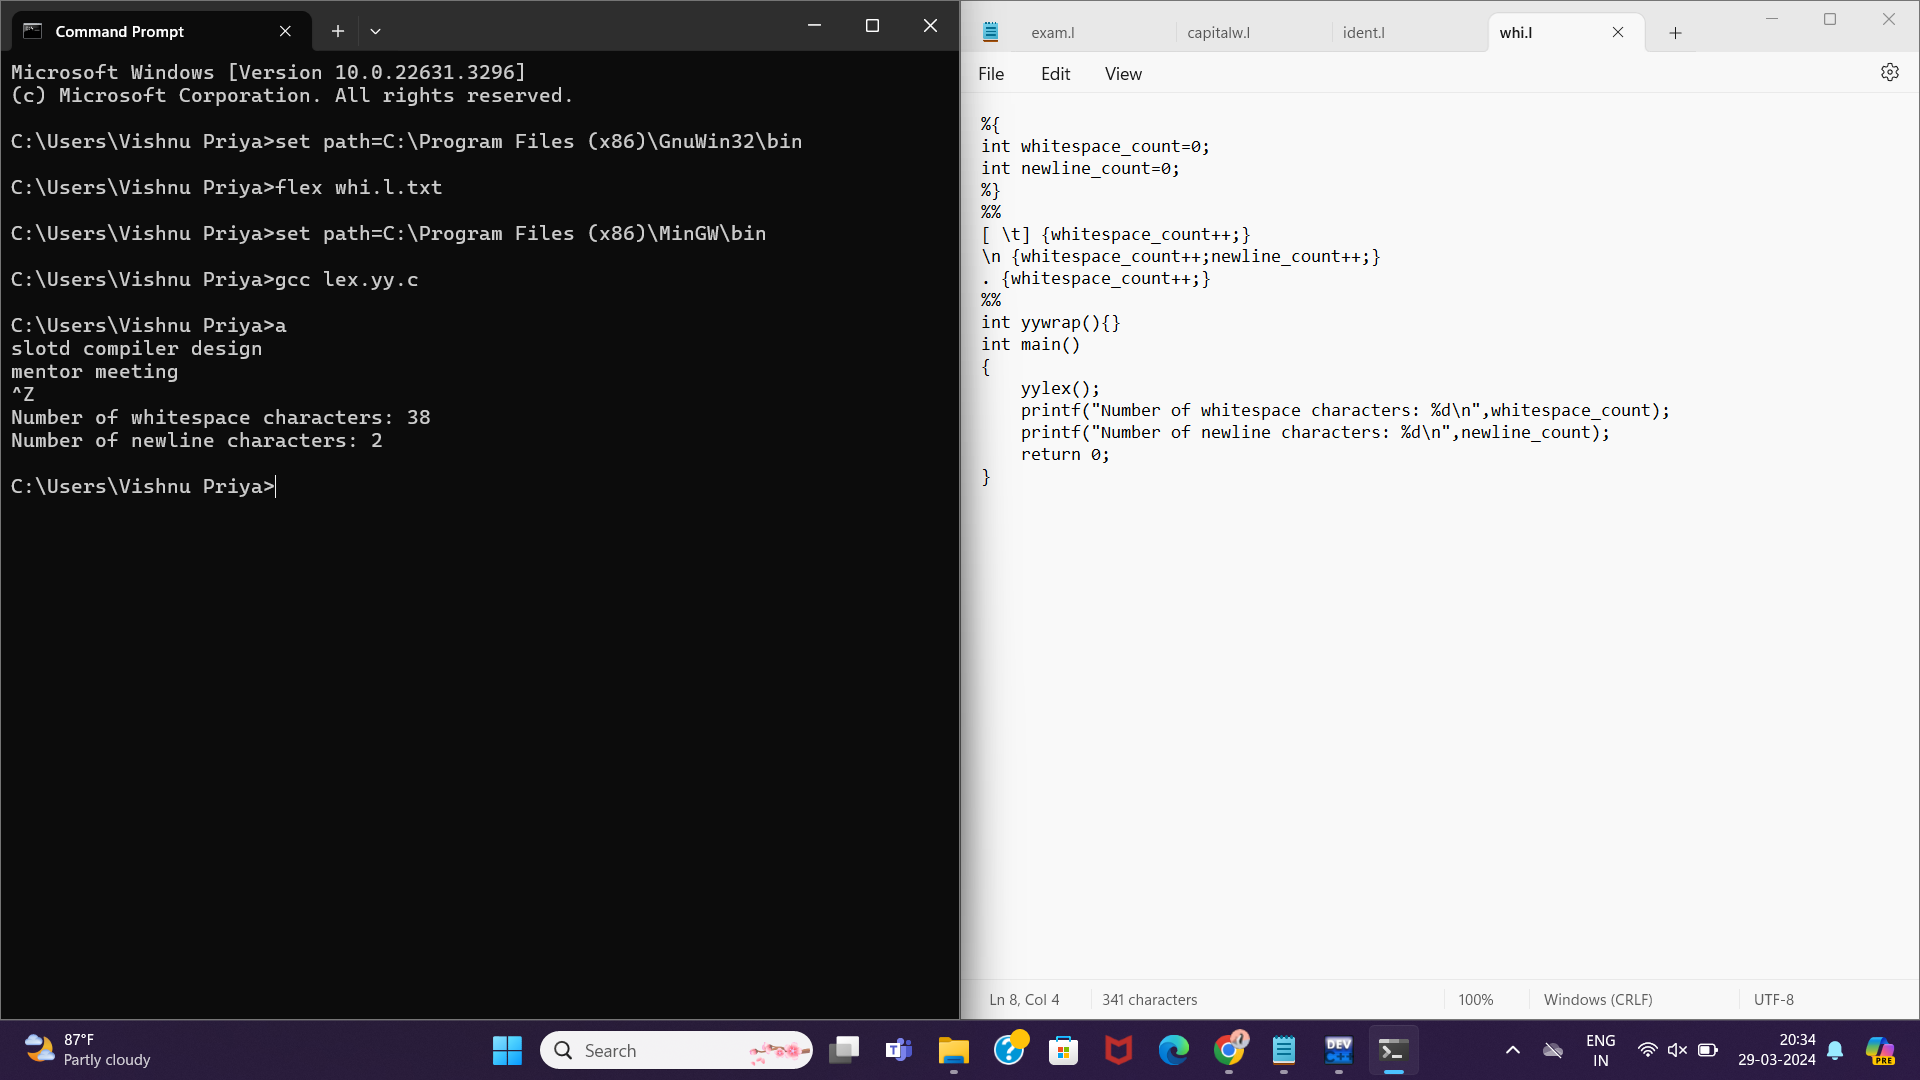 Command Prompt
Microsoft Windows [Version 10.0.22631.3296]
(c) Microsoft Corporation. All rights reserved.
C:\Users\Vishnu Priya>set path=C:\Program Files (x86)\GnuWin32\bin
C:\Users\Vishnu Priya>flex whi.l.txt
C:\Users\Vishnu Priya>set path=C:\Program Files (x86)\MinGW\bin
C:\Users\Vishnu Priya>gcc lex.yy.c
C:\Users\Vishnu Priya>a
slotd compiler design
mentor meeting
^Z
Number of whitespace characters: 38
Number of newline characters: 2
C:\Users\Vishnu Priya>
exam.l capitalw.l ident.l whi.l
File Edit View
%{
int whitespace_count=0;
int newline_count=0;
%}
%%
[ \t] {whitespace_count++;}
\n {whitespace_count++;newline_count++;}
. {whitespace_count++;}
%%
int yywrap(){}
int main()
{
    yylex();
    printf("Number of whitespace characters: %d\n",whitespace_count);
    printf("Number of newline characters: %d\n",newline_count);
    return 0;
}
Ln 8, Col 4 341 characters 100% Windows (CRLF) UTF-8
87°F
Partly cloudy
Search
DEV
C++
ENG
IN
20:34
29-03-2024
PRE